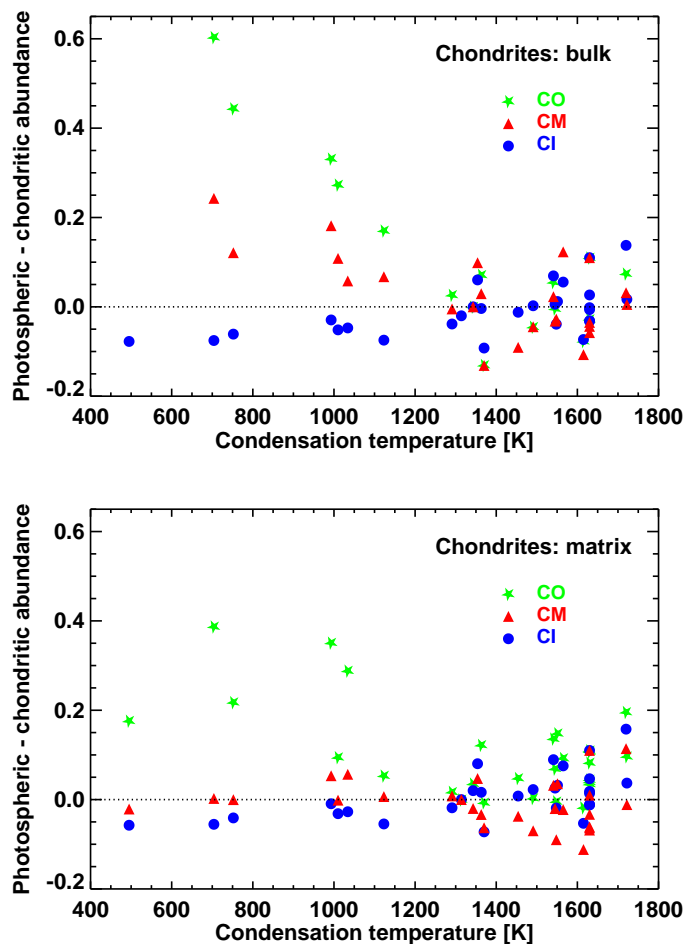 0.6
Chondrites: bulk
CO
CM
CI
0.4
0.2
0.0
-0.2
Photospheric - chondritic abundance
400 600 800 1000 1200 1400 1600 1800
Condensation temperature [K]
0.6
Chondrites: matrix
CO
CM
CI
0.4
0.2
0.0
-0.2
Photospheric - chondritic abundance
400 600 800 1000 1200 1400 1600 1800
Condensation temperature [K]